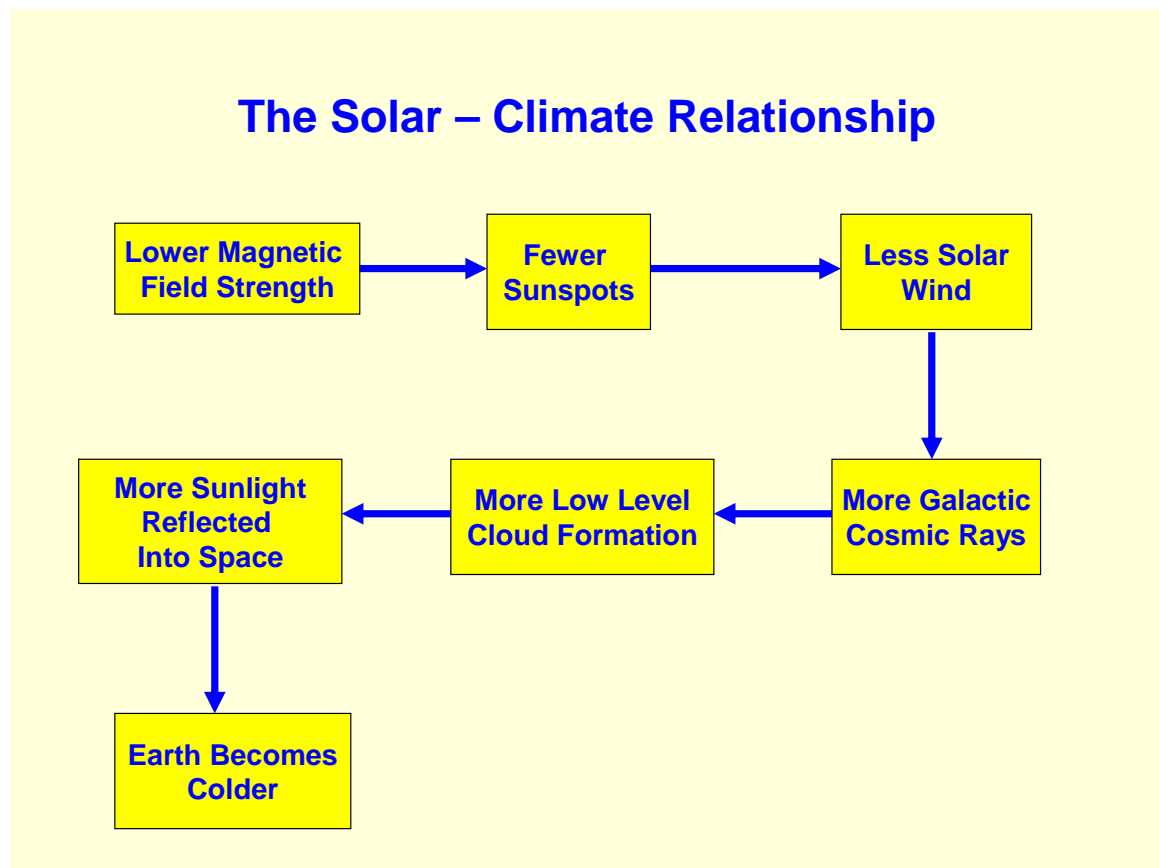 The Solar – Climate Relationship
Lower Magnetic
Field Strength
Fewer
Sunspots
Less Solar
Wind
More Galactic
Cosmic Rays
More Low Level
Cloud Formation
More Sunlight
Reflected
Into Space
Earth Becomes
Colder